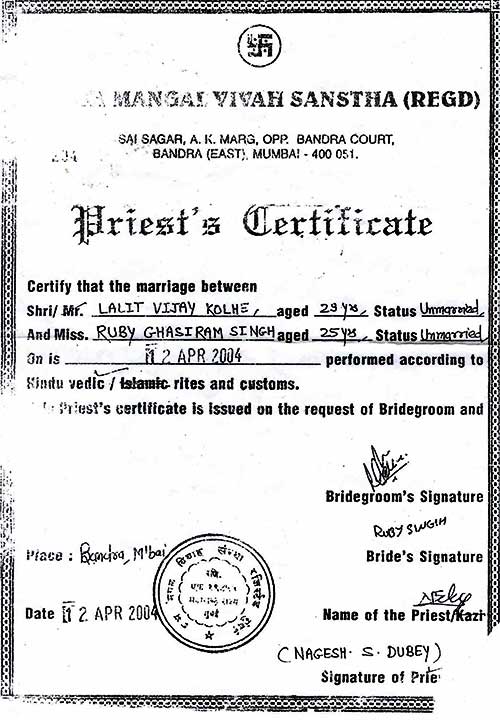 MANGAL VIVAH SANSTHA (REGD)
SAI SAGAR, A. K. MARG, OPP. BANDRA COURT,
BANDRA (EAST), MUMBAI - 400 051.
Priest's Certificate
Certify that the marriage between
Shri/ Mr. LALIT VIJAY KOLHE, aged 29 yrs, Status Unmarried,
And Miss. RUBY GHASIRAM SINGH aged 25 yrs, Status Unmarried
On is 12 APR 2004 performed according to
Hindu vedic / Islamic rites and customs.
Priest's certificate is issued on the request of Bridegroom and
Bridegroom's Signature
RUBY SINGH
Place : Bandra, M'bai
Bride's Signature
Date 12 APR 2004
Name of the Priest/Kazi
(NAGESH. S. DUBEY)
Signature of Prie